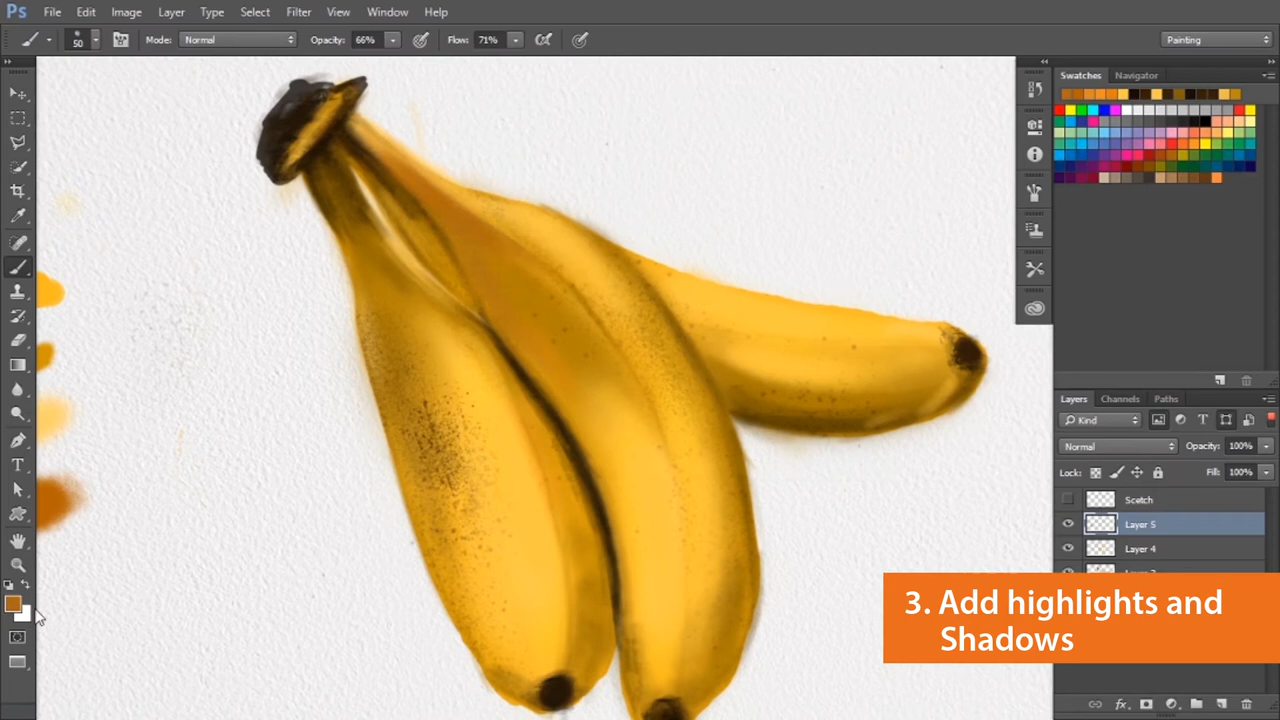 Ps File Edit Image Layer Type Select Filter View Window Help
50 Mode: Normal Opacity: 66% Flow: 71% Painting
Swatches Navigator
Layers Channels Paths
Kind
Normal Opacity: 100%
Lock: Fill: 100%
Scetch
Layer 5
Layer 4
3. Add highlights and
Shadows
fx